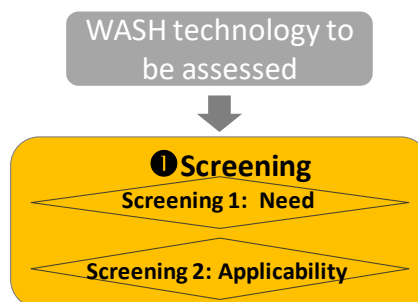 WASH technology to
be assessed
❶Screening
Screening 1: Need
Screening 2: Applicability